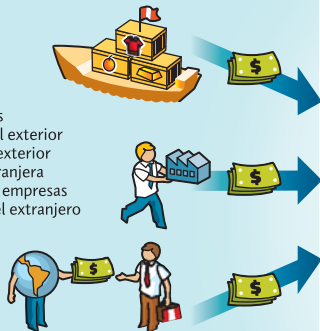 s
l exterior
exterior
ranjera
empresas
el extranjero
$
$
$
$